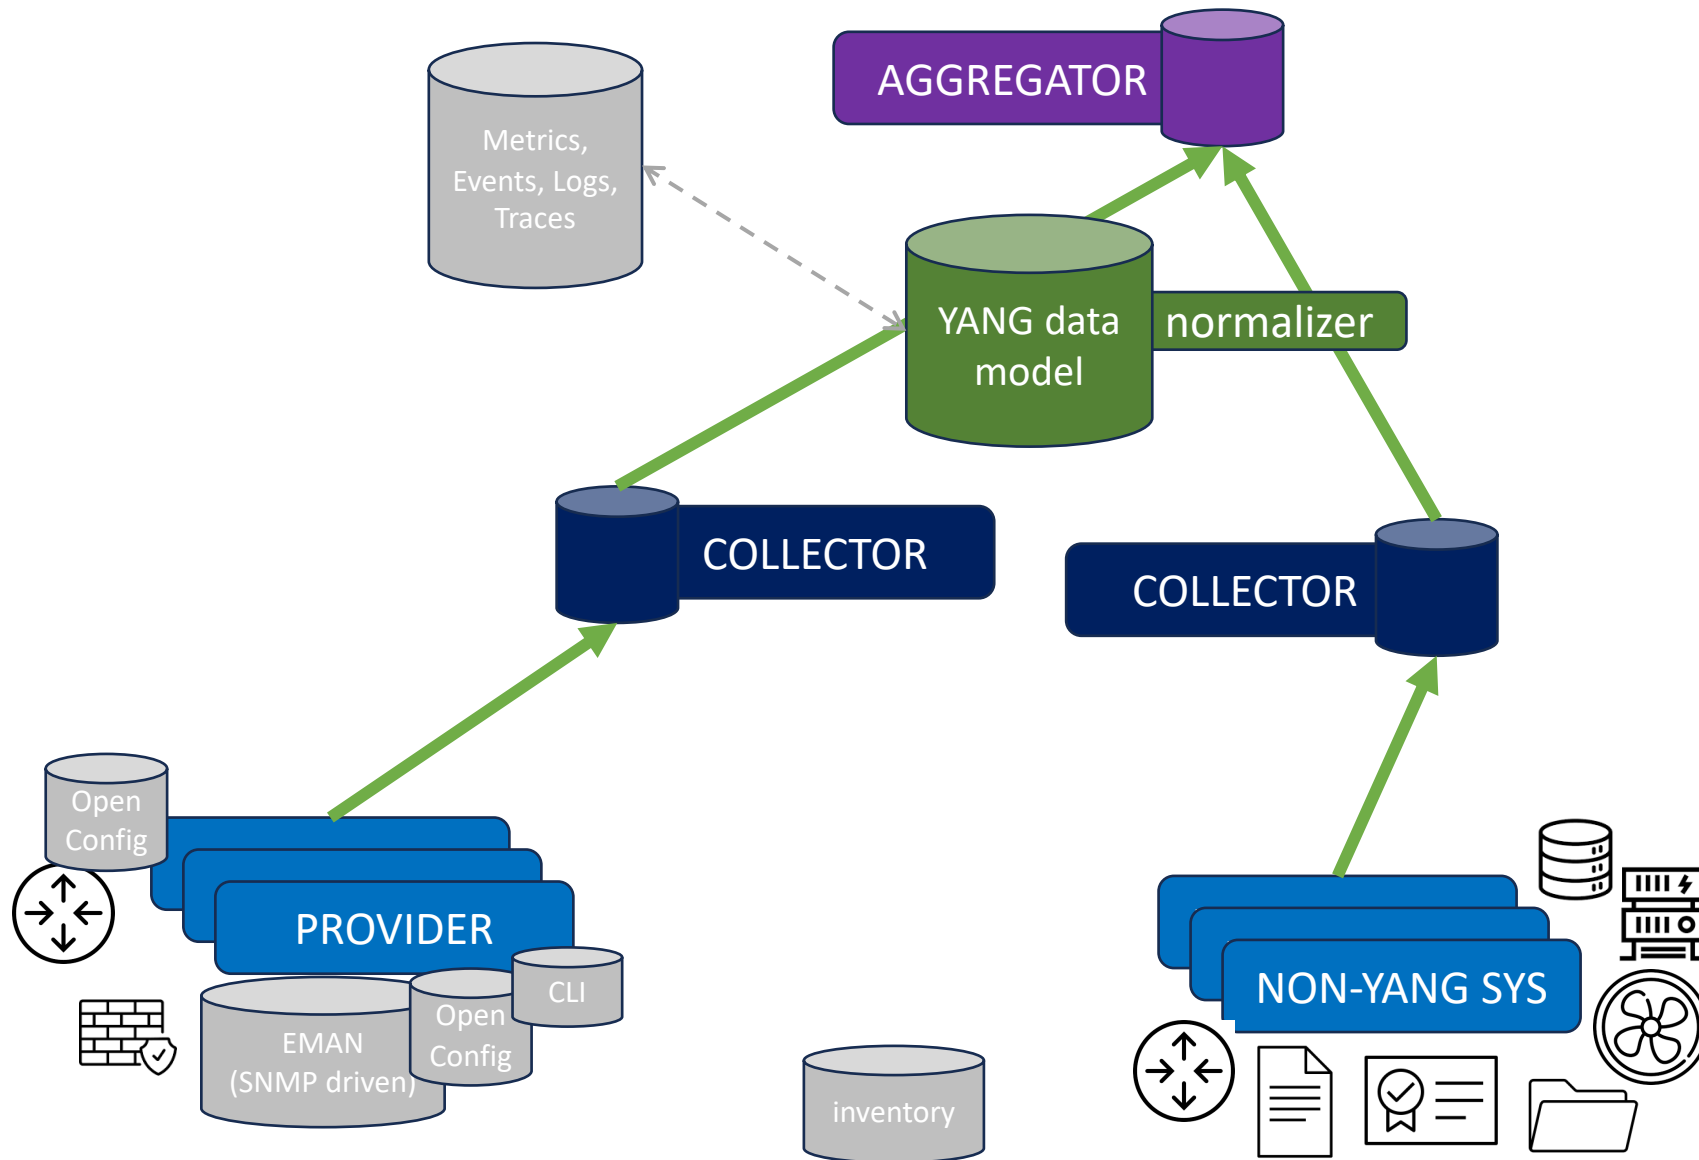 AGGREGATOR
Metrics,
Events, Logs,
Traces
YANG data
model
normalizer
COLLECTOR
COLLECTOR
Open
Config
PROVIDER
CLI
Open
Config
EMAN
(SNMP driven)
NON-YANG SYS
inventory